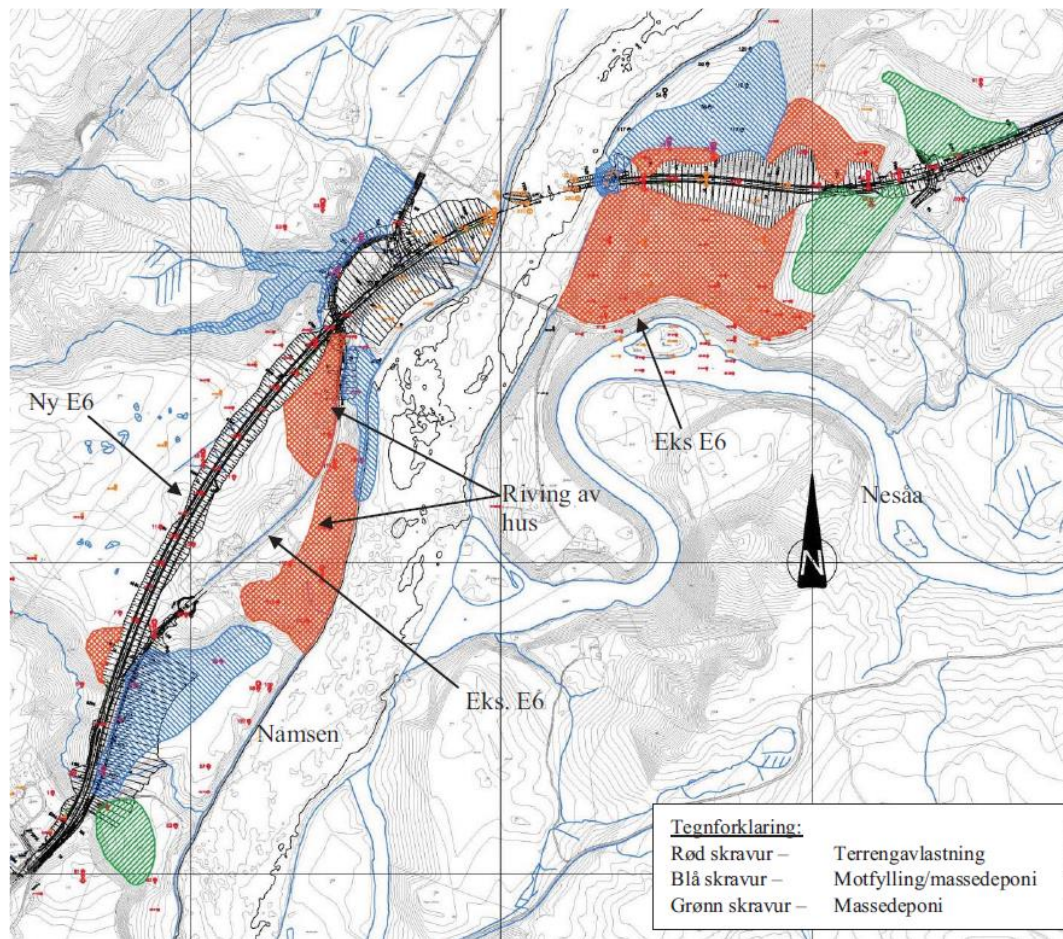 Ny E6
Eks E6
Nesåa
Riving av
hus
N
Eks. E6
Namsen
Tegnforklaring:
Rød skravur – Terrengavlastning
Blå skravur – Motfylling/massedeponi
Grønn skravur – Massedeponi